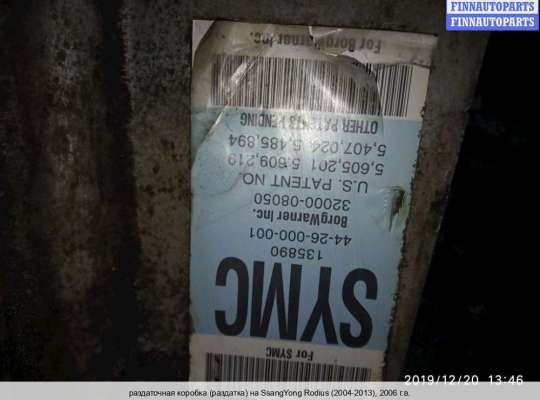 FINNAUTOPARTS
FINNAUTOPARTS
For SYMC
SYMC
135890
44-26-000-001
BorgWarner Inc.
32000-08050
U.S. PATENT NO.
5,605,201 5,609,219
5,407,024 5,485,894
OTHER PATENTS PENDING
For BorgWarner Inc.
2019/12/20 13:46
раздаточная коробка (раздатка) на SsangYong Rodius (2004-2013), 2006 г.в.